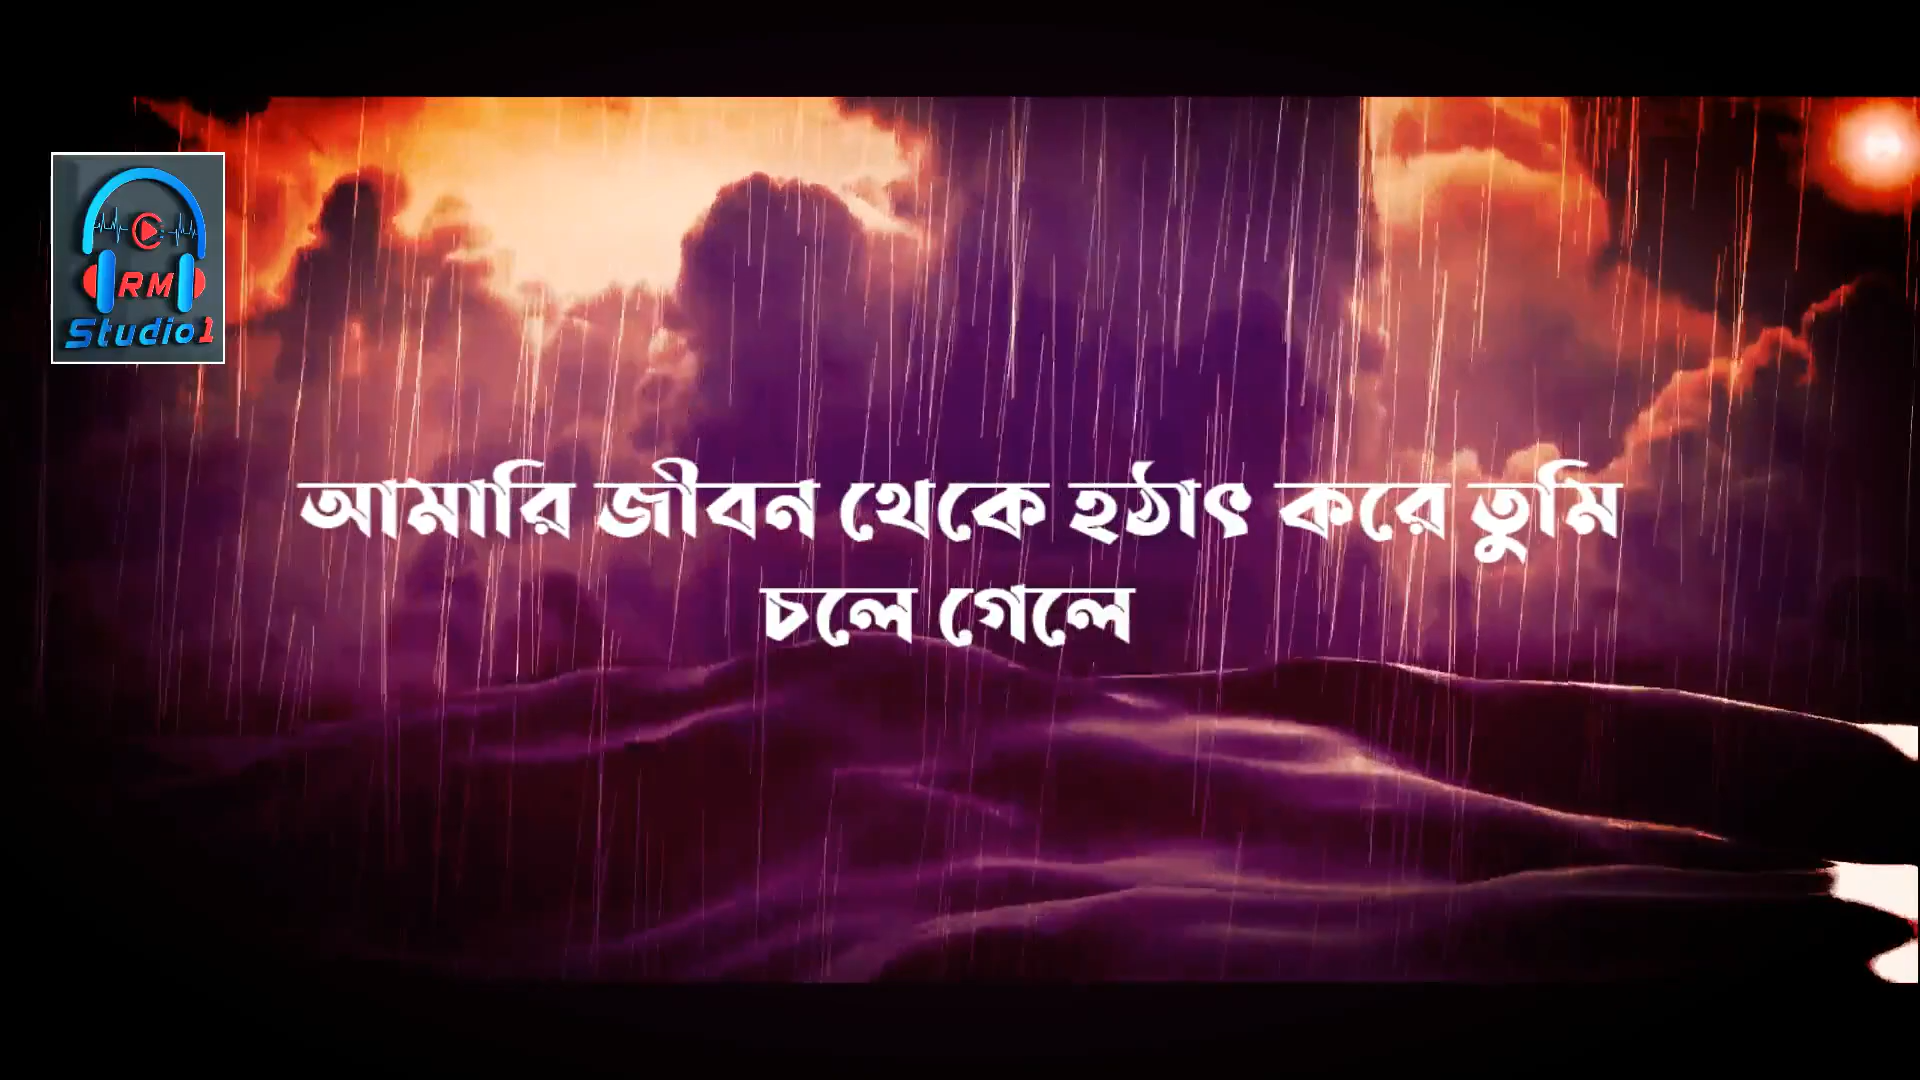 RM
Studio1
আমারি জীবন থেকে হঠাৎ করে তুমি
চলে গেলে